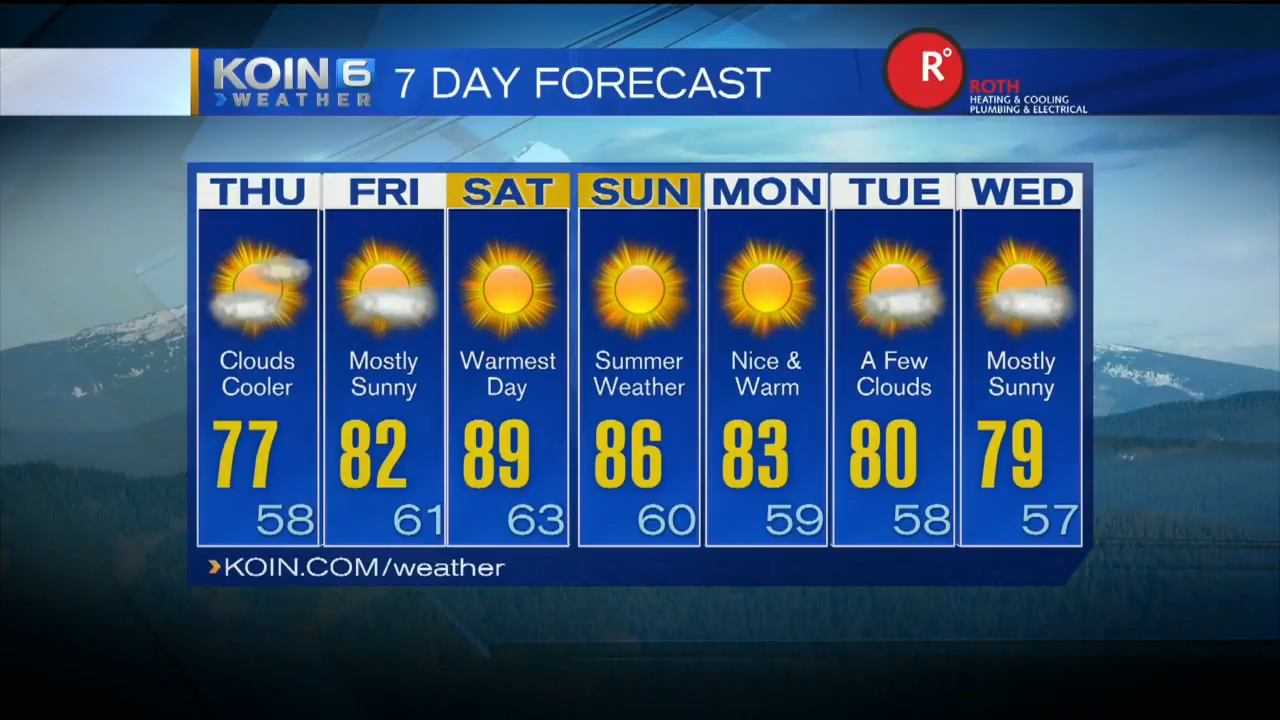 KOIN 6
WEATHER
7 DAY FORECAST
R°
ROTH
HEATING & COOLING
PLUMBING & ELECTRICAL
THU
FRI
SAT
SUN
MON
TUE
WED
Clouds
Cooler
Mostly
Sunny
Warmest
Day
Summer
Weather
Nice &
Warm
A Few
Clouds
Mostly
Sunny
77
82
89
86
83
80
79
58
61
63
60
59
58
57
KOIN.COM/weather